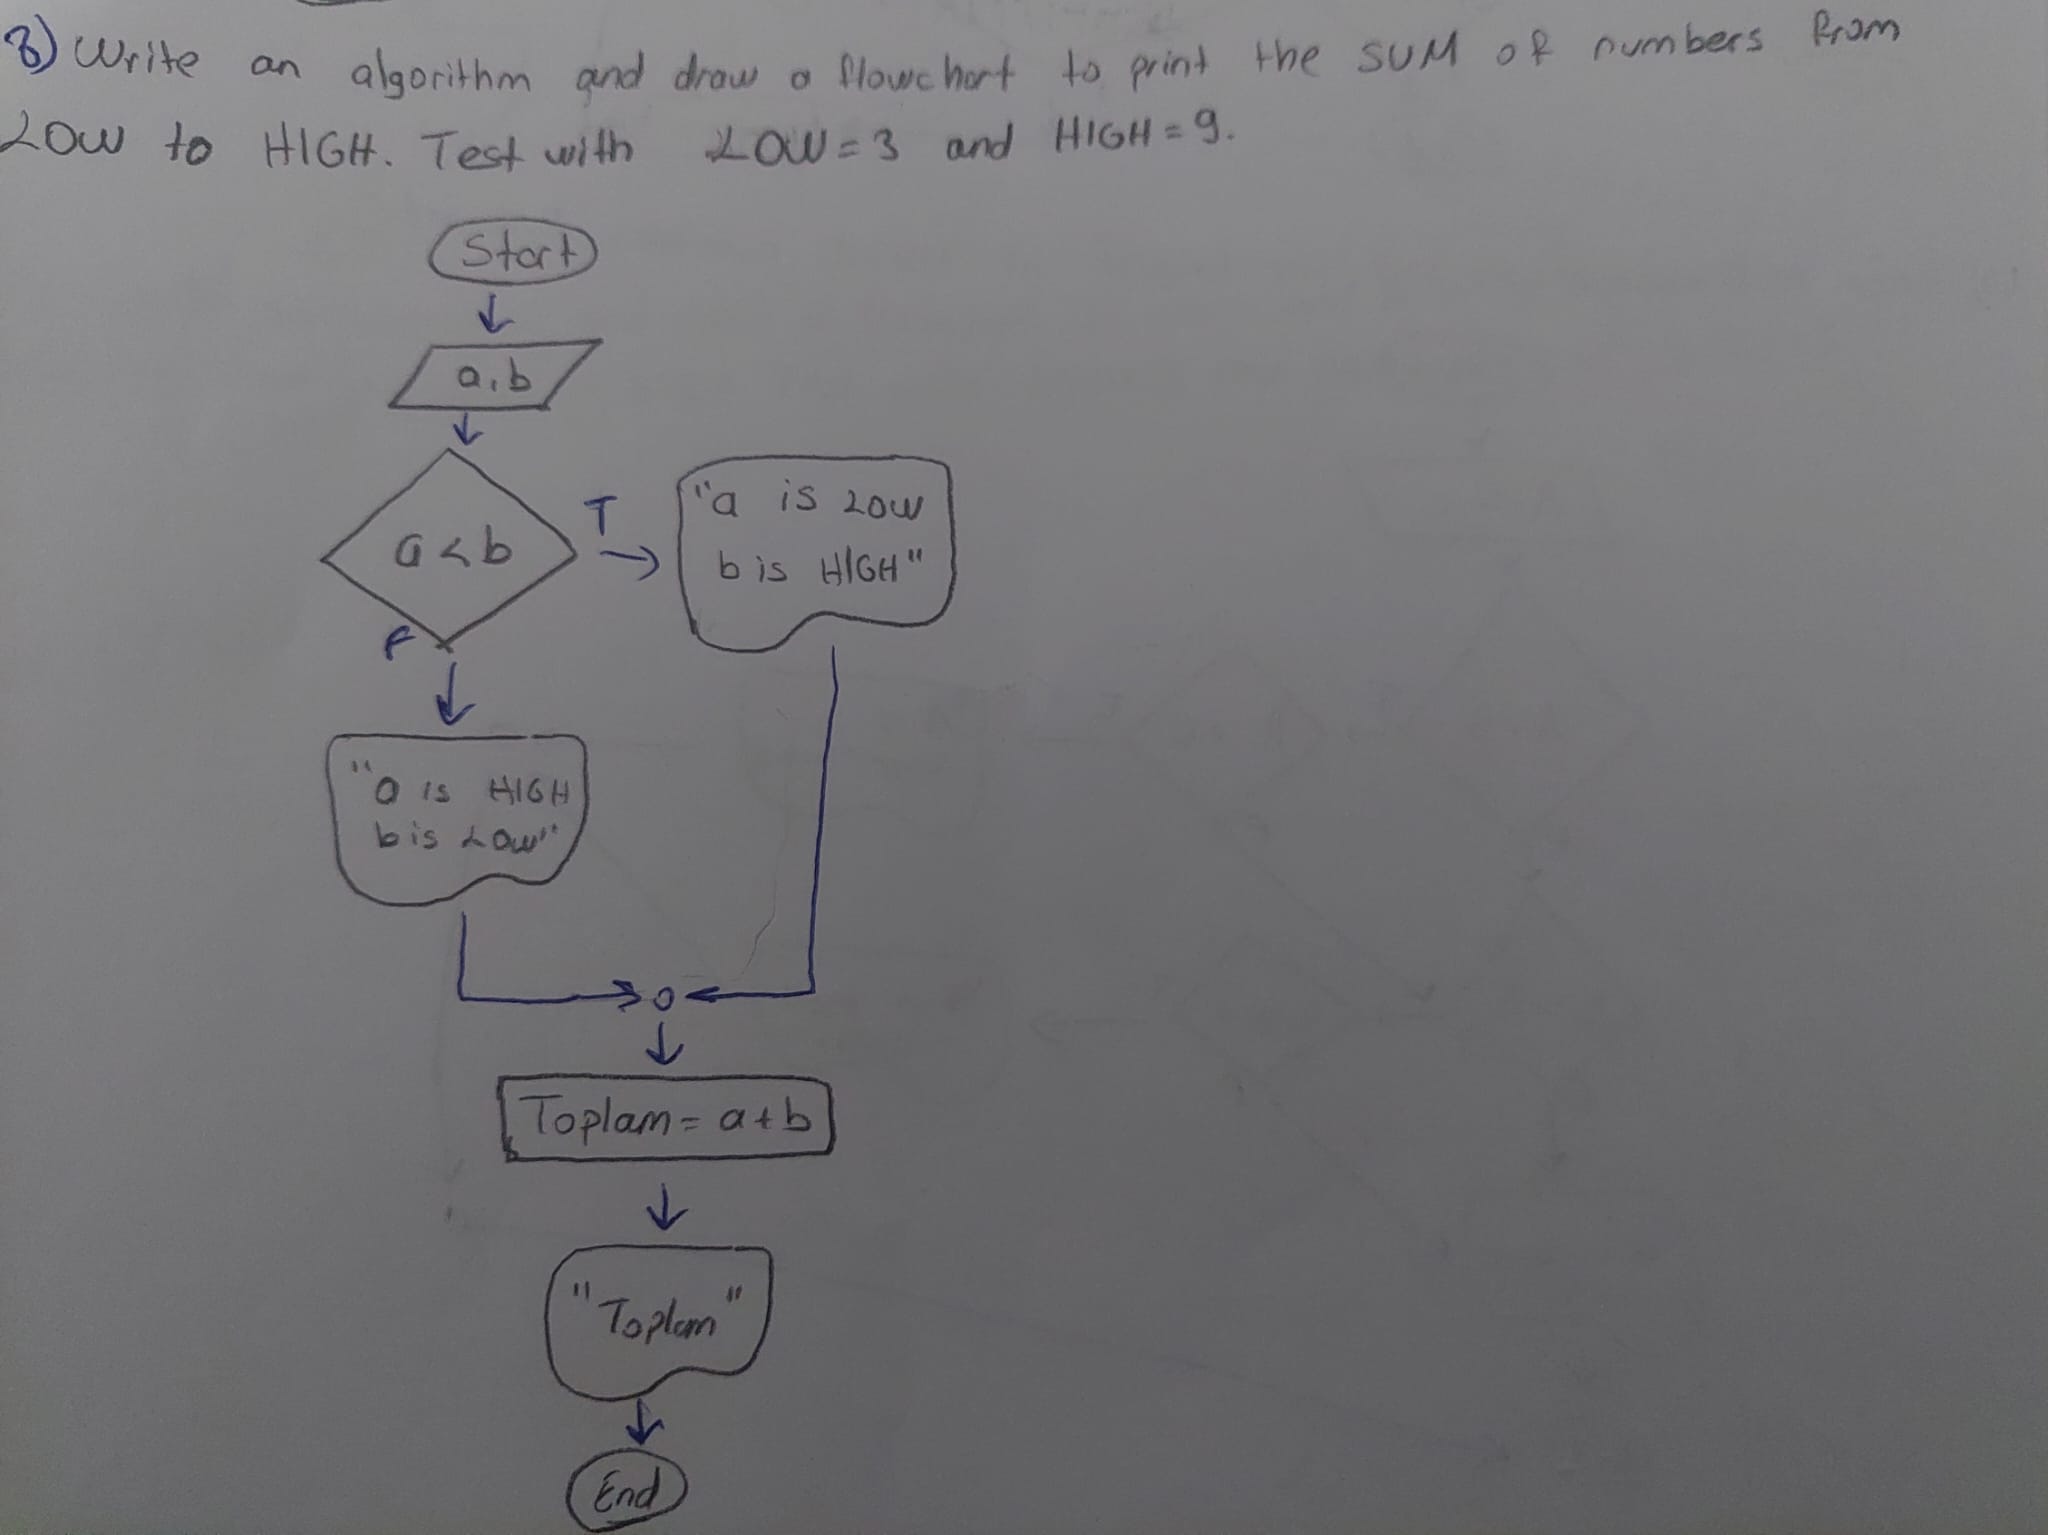 8) Write an algorithm and draw a flowchart to print the SUM of numbers from
LOW to HIGH. Test with LOW = 3 and HIGH = 9.
Start
a, b
a < b
T
"a is LOW
b is HIGH"
F
"a is HIGH
b is LOW"
Toplam = a + b
"Toplam"
End